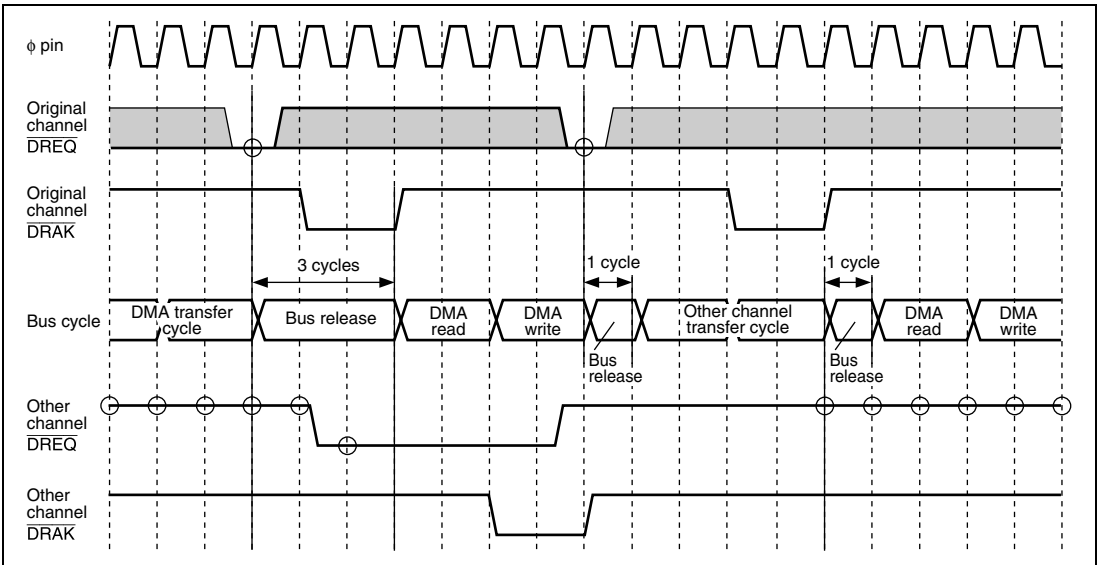 ϕ pin
Original
channel
DREQ
Original
channel
DRAK
3 cycles
1 cycle
1 cycle
Bus cycle
DMA transfer
cycle
Bus release
DMA
read
DMA
write
Bus
release
Other channel
transfer cycle
Bus
release
DMA
read
DMA
write
Other
channel
DREQ
Other
channel
DRAK